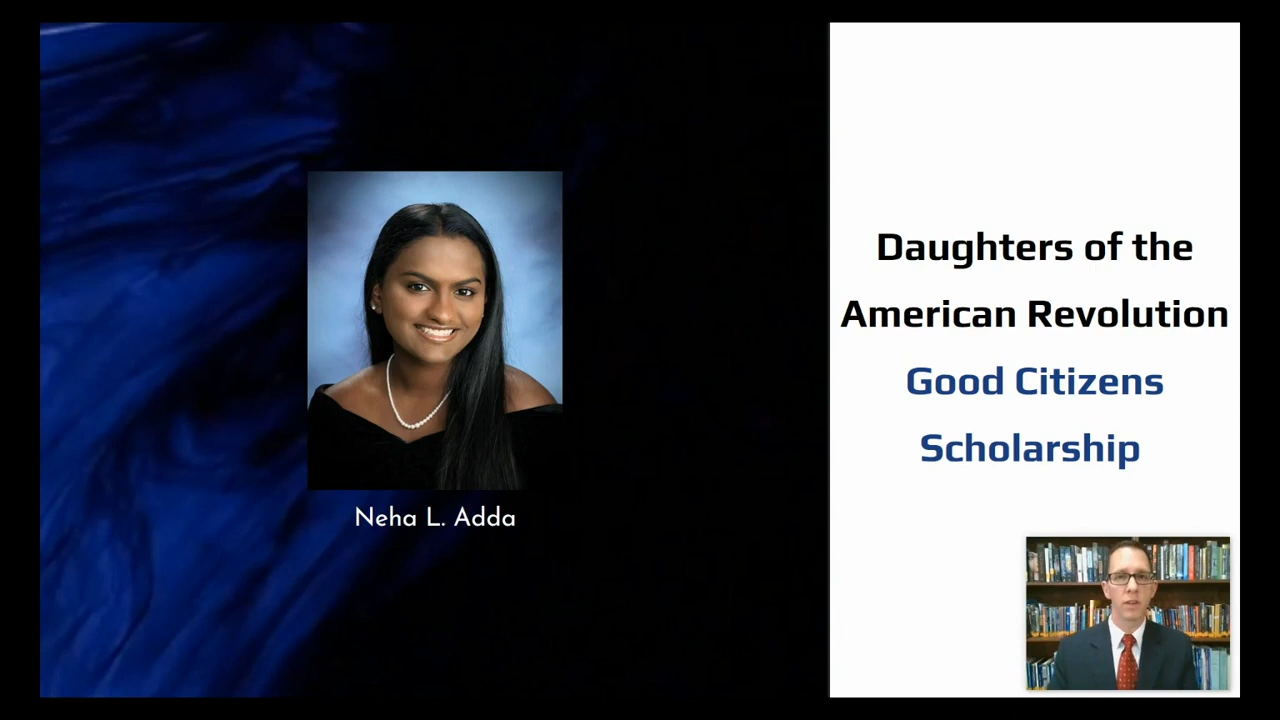 Neha L. Adda
Daughters of the
American Revolution
Good Citizens
Scholarship